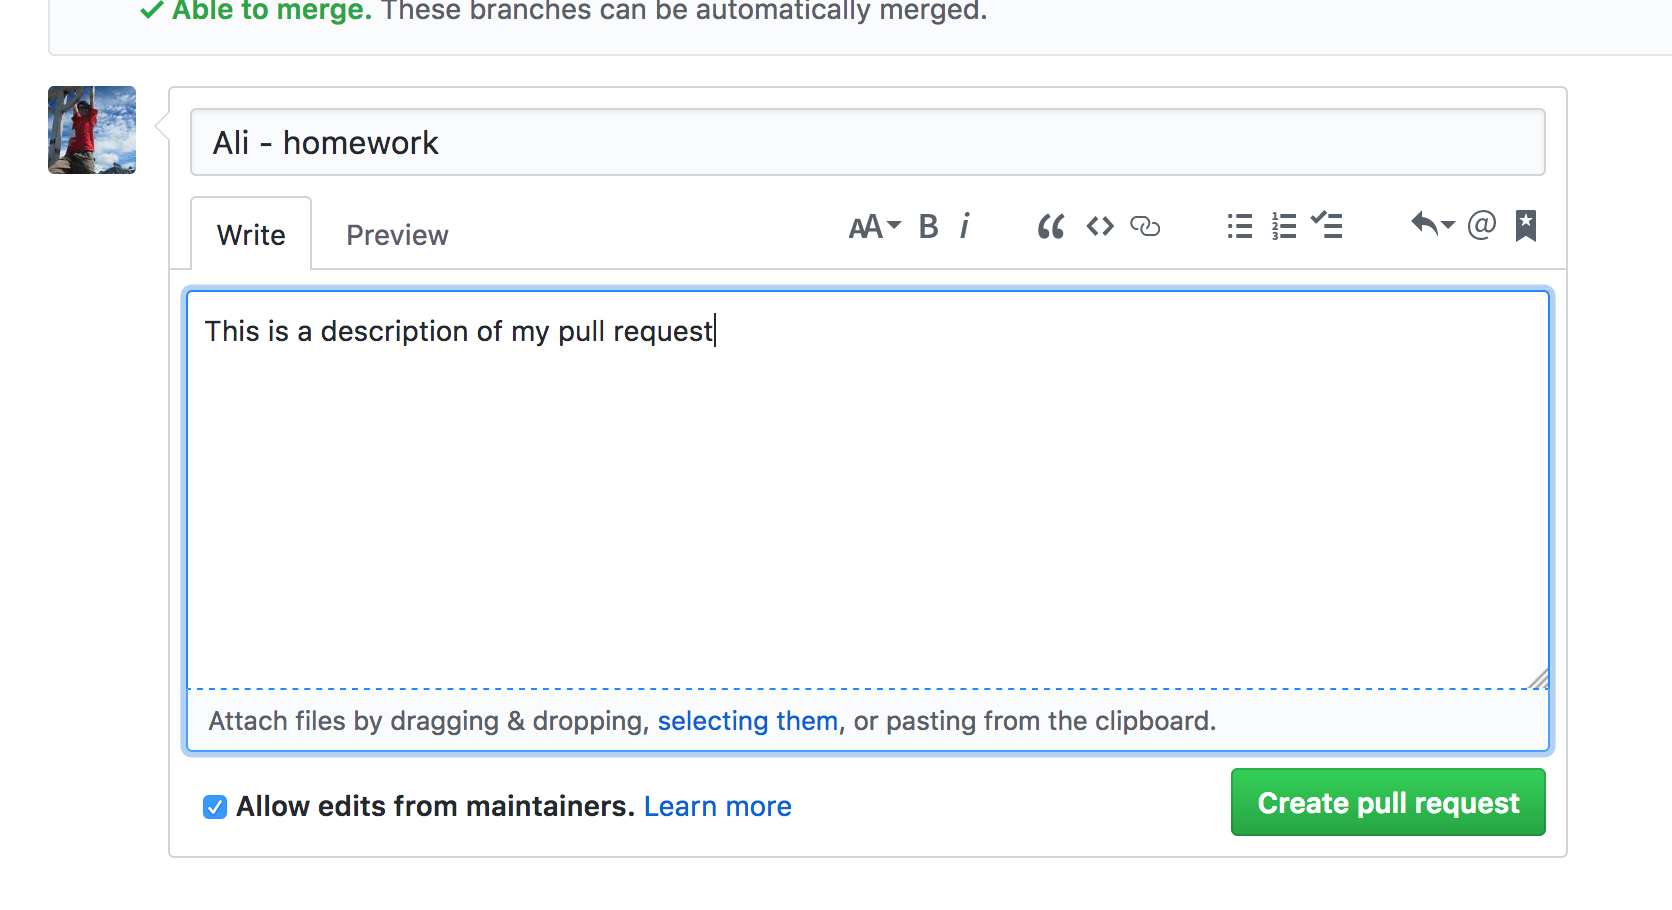 Able to merge. These branches can be automatically merged.
Ali - homework
Write Preview AA B i @
This is a description of my pull request
Attach files by dragging & dropping, selecting them, or pasting from the clipboard.
Allow edits from maintainers. Learn more
Create pull request